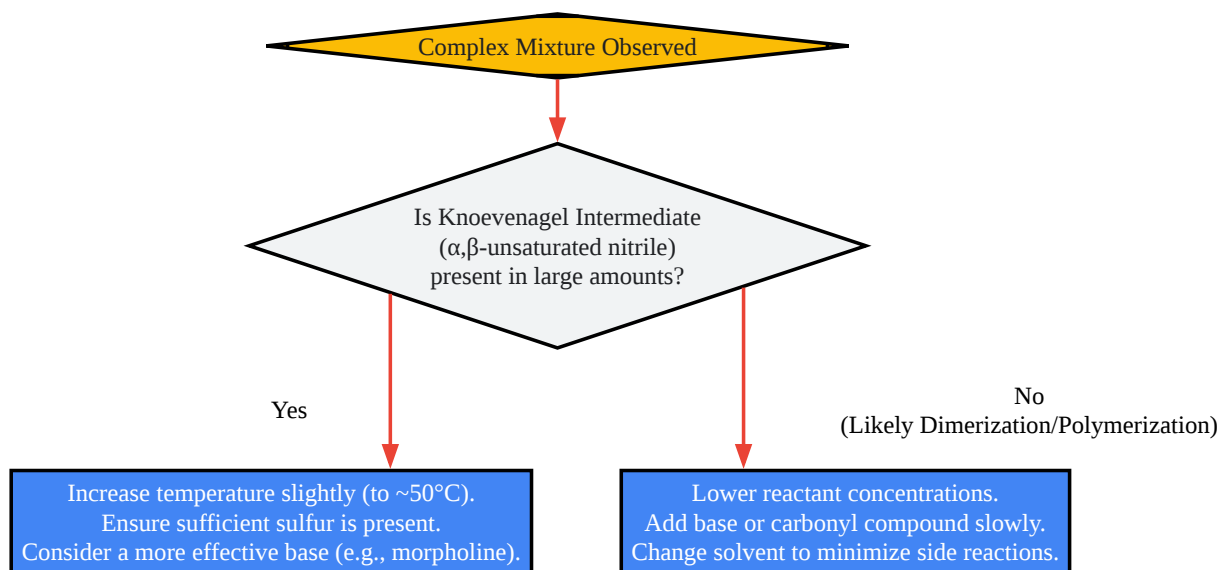 Complex Mixture Observed
Is Knoevenagel Intermediate
(α,β-unsaturated nitrile)
present in large amounts?
Yes
No
(Likely Dimerization/Polymerization)
Increase temperature slightly (to ~50°C).
Ensure sufficient sulfur is present.
Consider a more effective base (e.g., morpholine).
Lower reactant concentrations.
Add base or carbonyl compound slowly.
Change solvent to minimize side reactions.